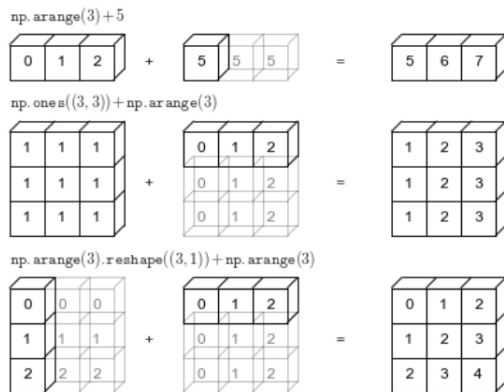 np.arange(3)+5
0 1 2 + 5 5 5 = 5 6 7
np.ones((3,3))+np.arange(3)
1 1 1 0 1 2 1 2 3
1 1 1 + 0 1 2 = 1 2 3
1 1 1 0 1 2 1 2 3
np.arange(3).reshape((3,1))+np.arange(3)
0 0 0 0 1 2 0 1 2
1 1 1 + 0 1 2 = 1 2 3
2 2 2 0 1 2 2 3 4